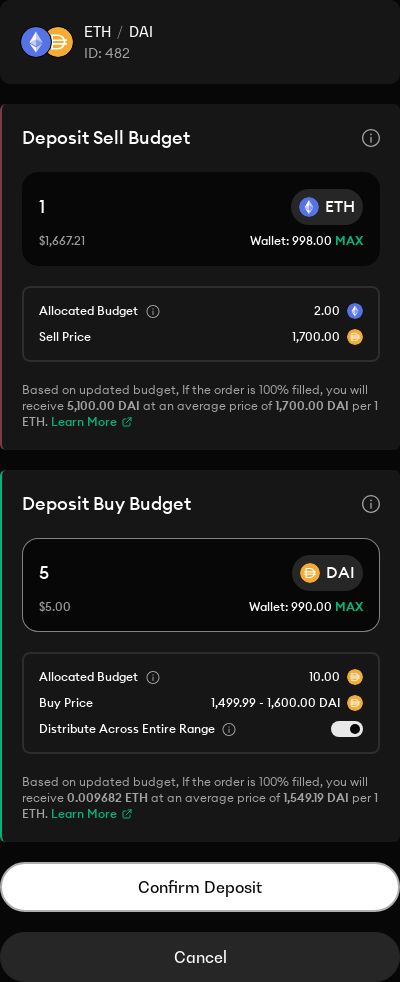 ETH / DAI
ID: 482
Deposit Sell Budget
1
ETH
$1,667.21
Wallet: 998.00 MAX
Allocated Budget
2.00
Sell Price
1,700.00
Based on updated budget, If the order is 100% filled, you will
receive 5,100.00 DAI at an average price of 1,700.00 DAI per 1
ETH. Learn More
Deposit Buy Budget
5
DAI
$5.00
Wallet: 990.00 MAX
Allocated Budget
10.00
Buy Price
1,499.99 - 1,600.00 DAI
Distribute Across Entire Range
Based on updated budget, If the order is 100% filled, you will
receive 0.009682 ETH at an average price of 1,549.19 DAI per 1
ETH. Learn More
Confirm Deposit
Cancel